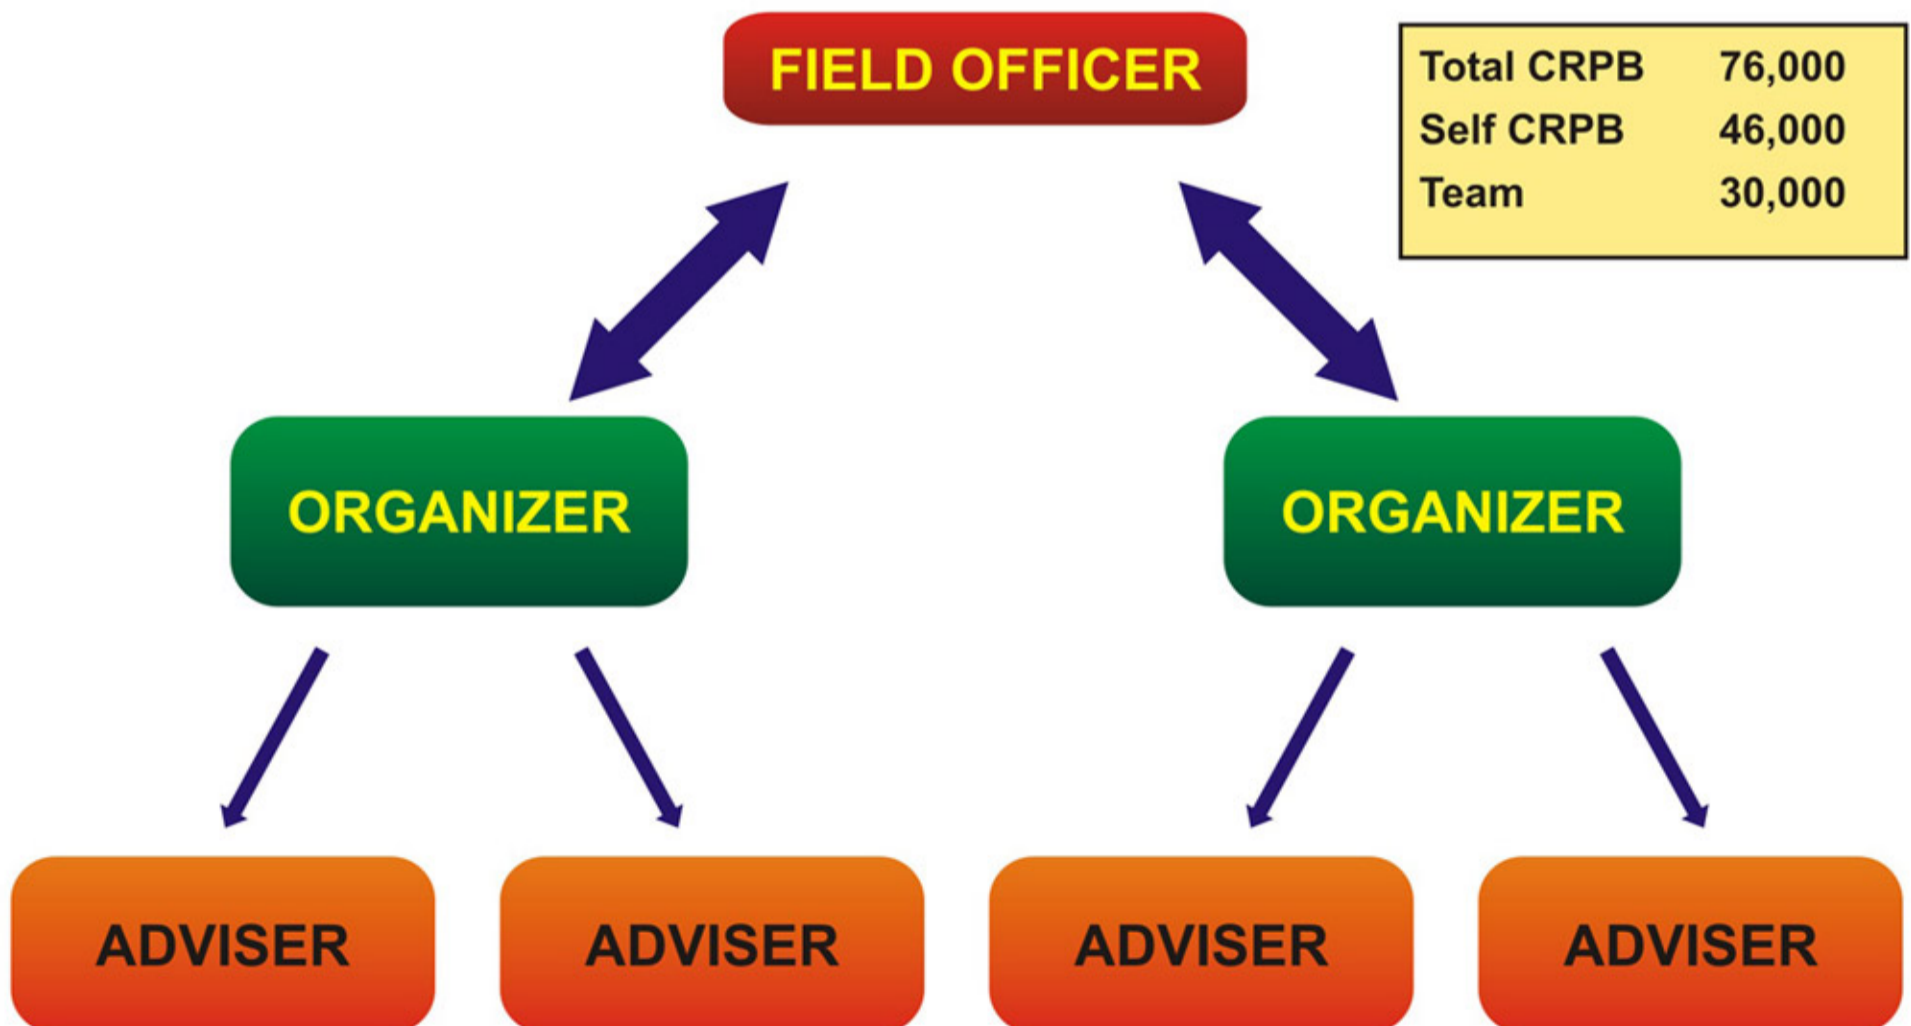 FIELD OFFICER
Total CRPB 76,000
Self CRPB 46,000
Team 30,000
ORGANIZER ORGANIZER
ADVISER ADVISER ADVISER ADVISER